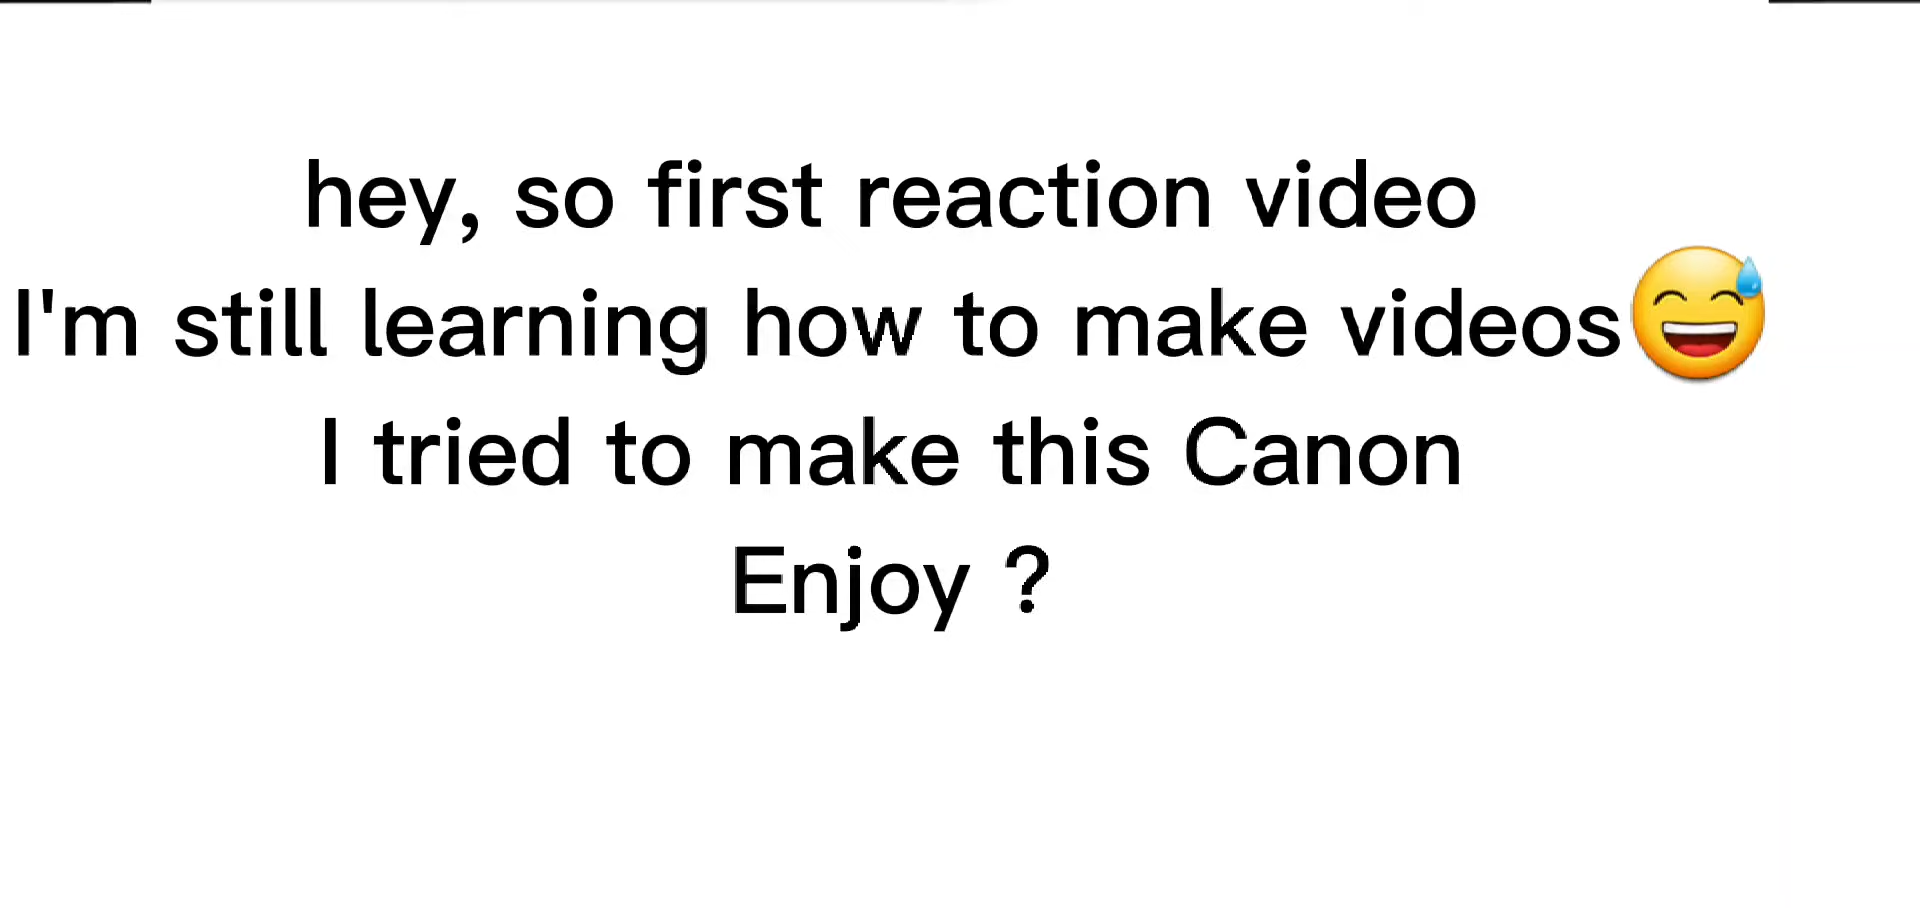 hey, so first reaction video
I'm still learning how to make videos😅
I tried to make this Canon
Enjoy ?